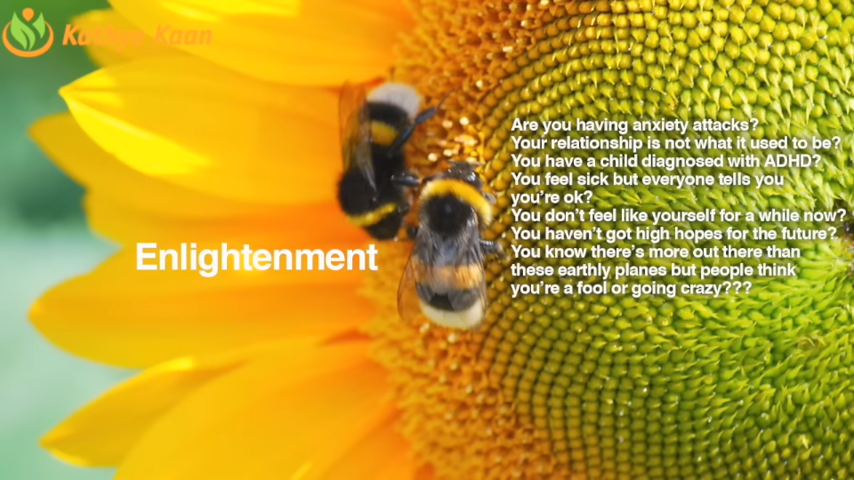 Kathye Kaan
Enlightenment
Are you having anxiety attacks?
Your relationship is not what it used to be?
You have a child diagnosed with ADHD?
You feel sick but everyone tells you
you're ok?
You don't feel like yourself for a while now?
You haven't got high hopes for the future?
You know there's more out there than
these earthly planes but people think
you're a fool or going crazy???